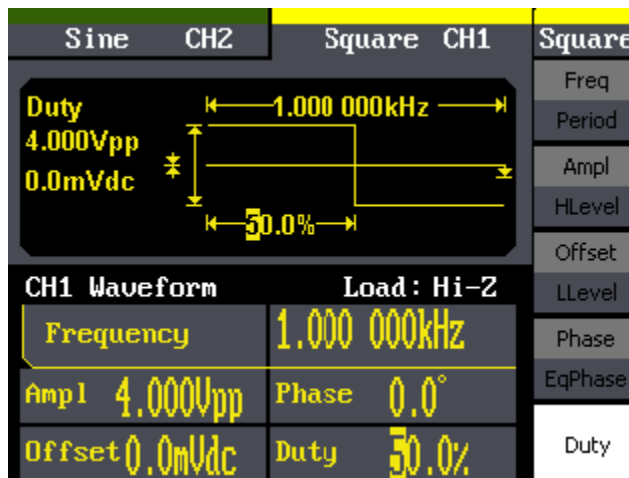 Sine CH2 Square CH1 Square
Freq
Period
Ampl
HLevel
Offset
LLevel
Phase
EqPhase
Duty
Duty 1.000 000kHz
4.000Vpp
0.0mVdc
50.0%
CH1 Waveform Load: Hi-Z
Frequency 1.000 000kHz
Ampl 4.000Vpp Phase 0.0°
Offset 0.0mVdc Duty 50.0%